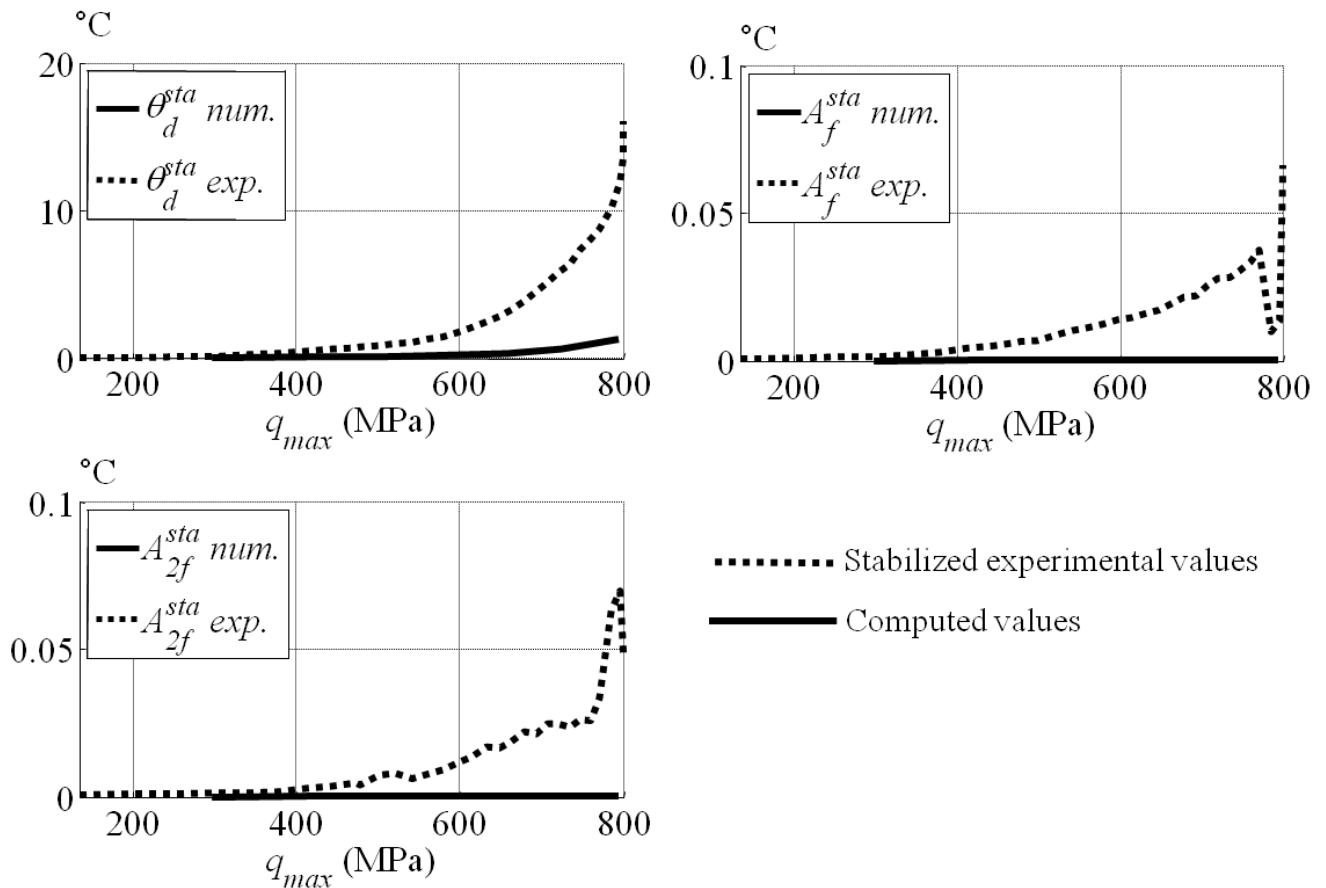 °C
20
θ_d^sta num.
θ_d^sta exp.
10
0
200 400 600 800
q_max (MPa)
°C
0.1
A_f^sta num.
A_f^sta exp.
0.05
0
200 400 600 800
q_max (MPa)
°C
0.1
A_2f^sta num.
A_2f^sta exp.
0.05
0
200 400 600 800
q_max (MPa)
Stabilized experimental values
Computed values